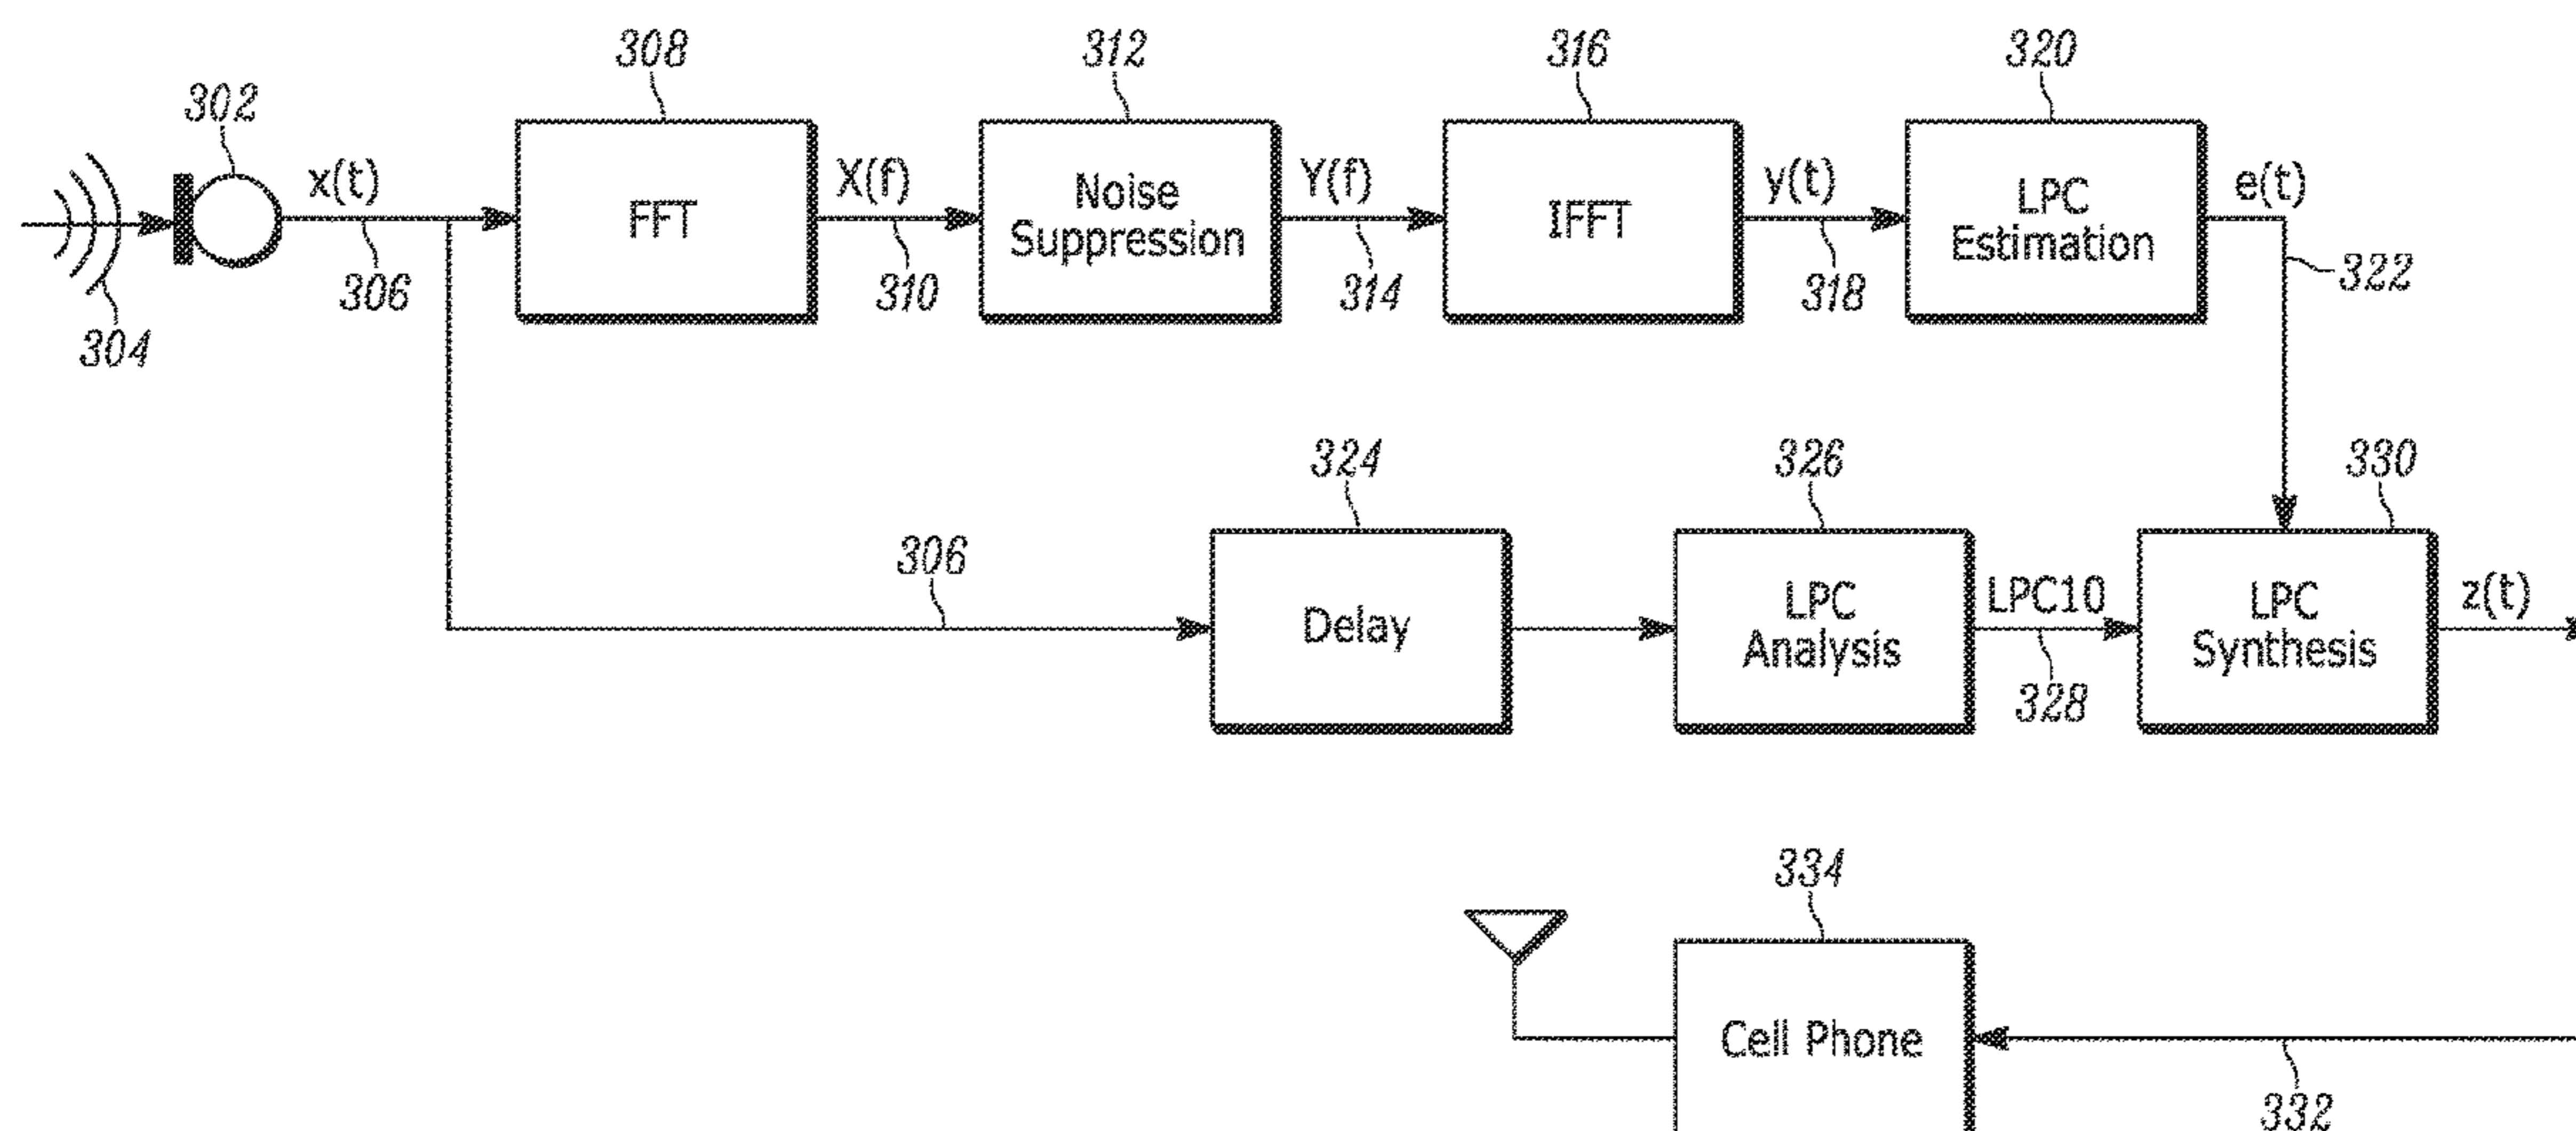 308
312
316
320
302
x(t)
FFT
X(f)
Noise
Suppression
Y(f)
IFFT
y(t)
LPC
Estimation
e(t)
306
310
314
318
322
304
324
326
330
306
Delay
LPC
Analysis
LPC10
328
LPC
Synthesis
z(t)
334
Cell Phone
332